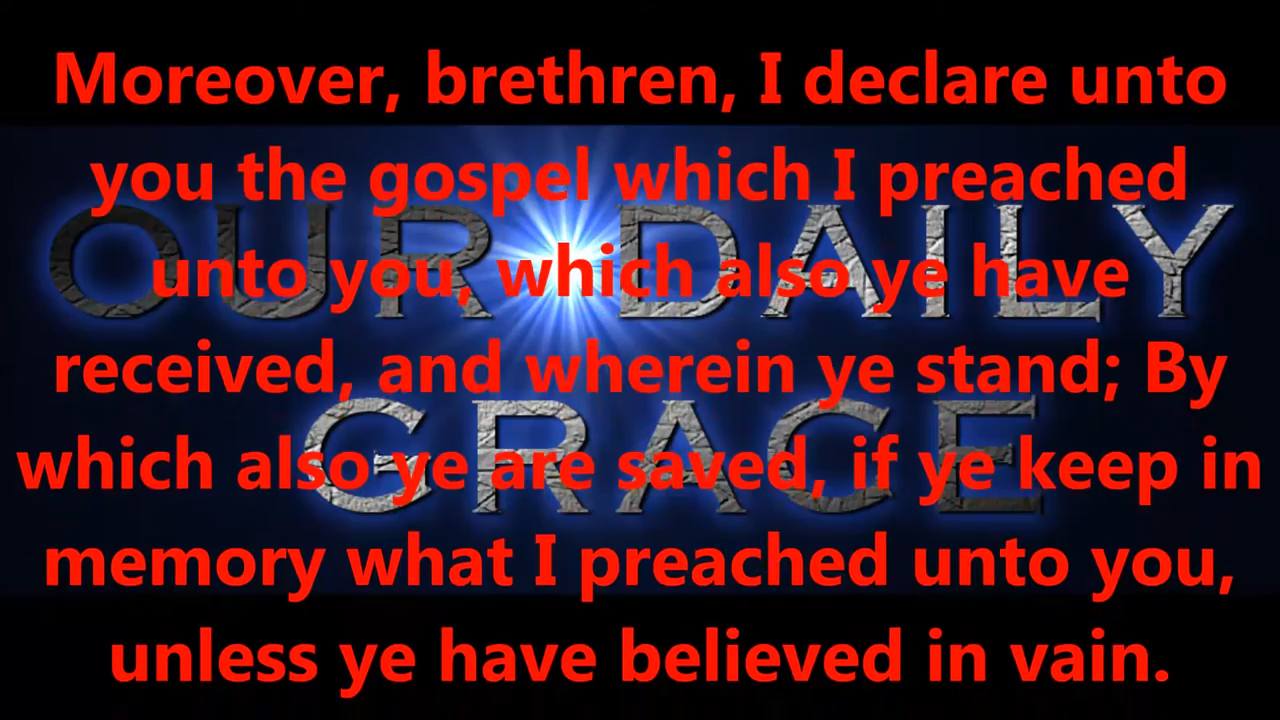 Moreover, brethren, I declare unto
you the gospel which I preached
unto you, which also ye have
received, and wherein ye stand; By
which also ye are saved, if ye keep in
memory what I preached unto you,
unless ye have believed in vain.
OUR DAILY
GRACE